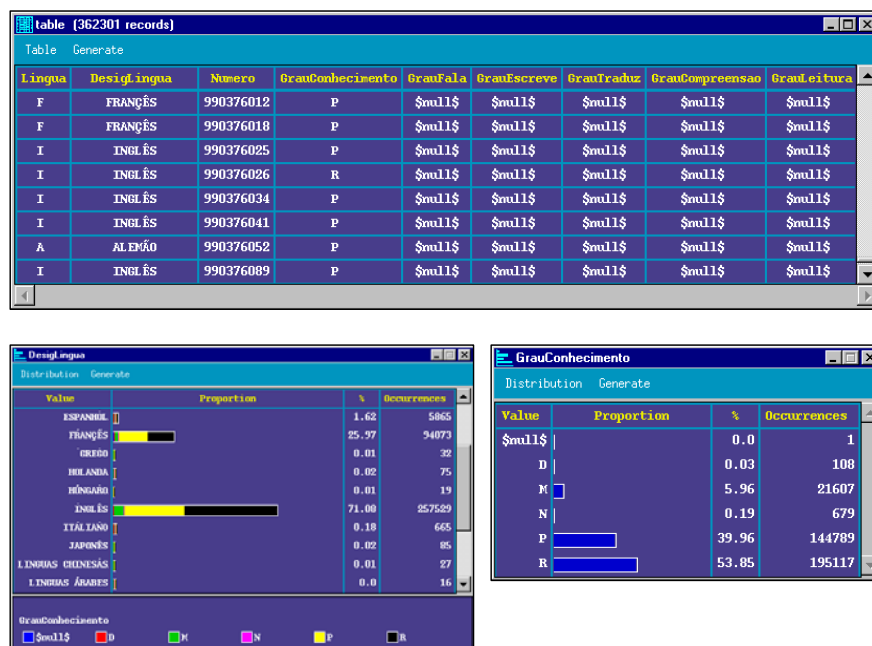 table (362301 records)
Table Generate
Lingua DesigLingua Numero GrauConhecimento GrauFala GrauEscreve GrauTraduz GrauCompreensao GrauLeitura
F FRANÇÊS 990376012 P $null$ $null$ $null$ $null$ $null$
F FRANÇÊS 990376018 P $null$ $null$ $null$ $null$ $null$
I INGLÊS 990376025 P $null$ $null$ $null$ $null$ $null$
I INGLÊS 990376026 R $null$ $null$ $null$ $null$ $null$
I INGLÊS 990376034 P $null$ $null$ $null$ $null$ $null$
I INGLÊS 990376041 P $null$ $null$ $null$ $null$ $null$
A ALEMÃO 990376052 P $null$ $null$ $null$ $null$ $null$
I INGLÊS 990376089 P $null$ $null$ $null$ $null$ $null$
DesigLingua
Distribution Generate
Value Proportion % Occurrences
ESPANHOL 1.62 5865
FRANÇÊS 25.97 94073
GREGO 0.01 32
HOLANDA 0.02 75
HÚNGARO 0.01 19
INGLÊS 71.08 257529
ITALIANO 0.18 665
JAPONÊS 0.02 85
LINGUAS CHINESAS 0.01 27
LINGUAS ÁRABES 0.0 16
GrauConhecimento
$null$ D M N P R
GrauConhecimento
Distribution Generate
Value Proportion % Occurrences
$null$ 0.0 1
D 0.03 108
M 5.96 21607
N 0.19 679
P 39.96 144789
R 53.85 195117